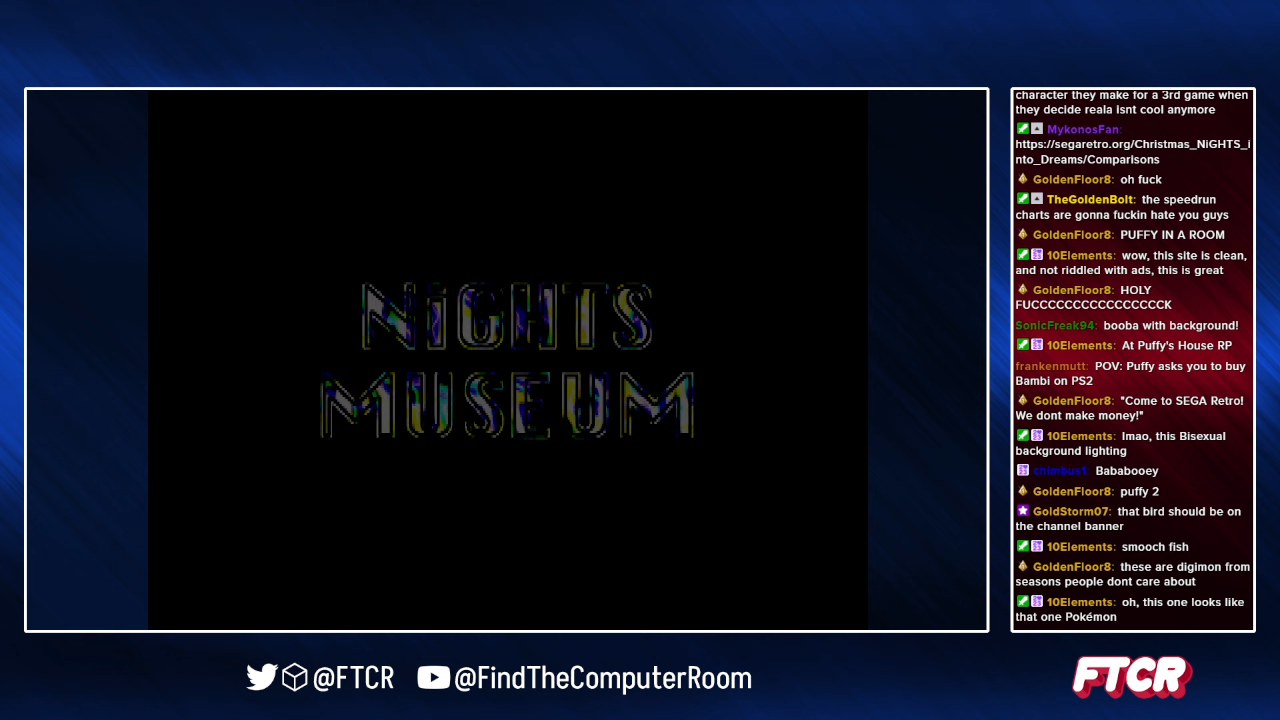 NiGHTS
MUSEUM
character they make for a 3rd game when
they decide reala isnt cool anymore
MykonosFan:
https://segaretro.org/Christmas_NiGHTS_i
nto_Dreams/Comparisons
GoldenFloor8: oh fuck
TheGoldenBolt: the speedrun
charts are gonna fuckin hate you guys
GoldenFloor8: PUFFY IN A ROOM
10Elements: wow, this site is clean,
and not riddled with ads, this is great
GoldenFloor8: HOLY
FUCCCCCCCCCCCCCCCCK
SonicFreak94: booba with background!
10Elements: At Puffy's House RP
frankenmutt: POV: Puffy asks you to buy
Bambi on PS2
GoldenFloor8: "Come to SEGA Retro!
We dont make money!"
10Elements: lmao, this Bisexual
background lighting
chimbus1: Bababooey
GoldenFloor8: puffy 2
GoldStorm07: that bird should be on
the channel banner
10Elements: smooch fish
GoldenFloor8: these are digimon from
seasons people dont care about
10Elements: oh, this one looks like
that one Pokémon
@FTCR @FindTheComputerRoom
FTCR